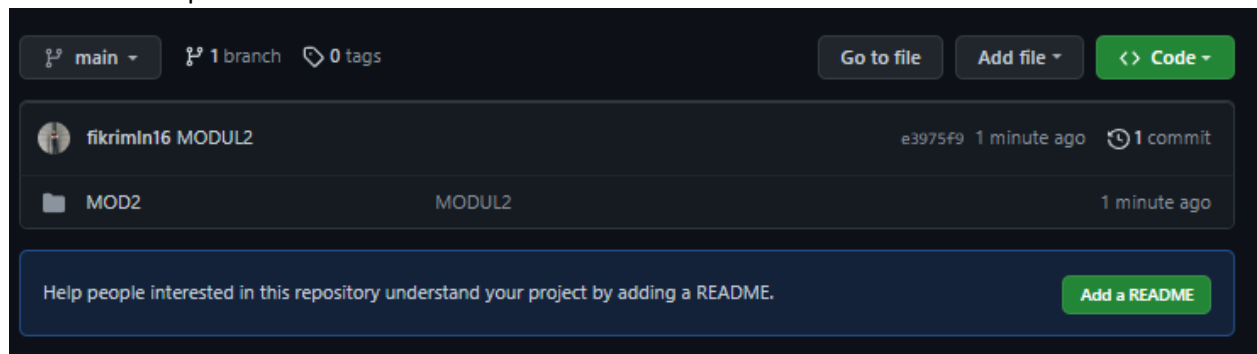 main 1 branch 0 tags Go to file Add file <> Code
fikrimln16 MODUL2 e3975f9 1 minute ago 1 commit
MOD2 MODUL2 1 minute ago
Help people interested in this repository understand your project by adding a README. Add a README